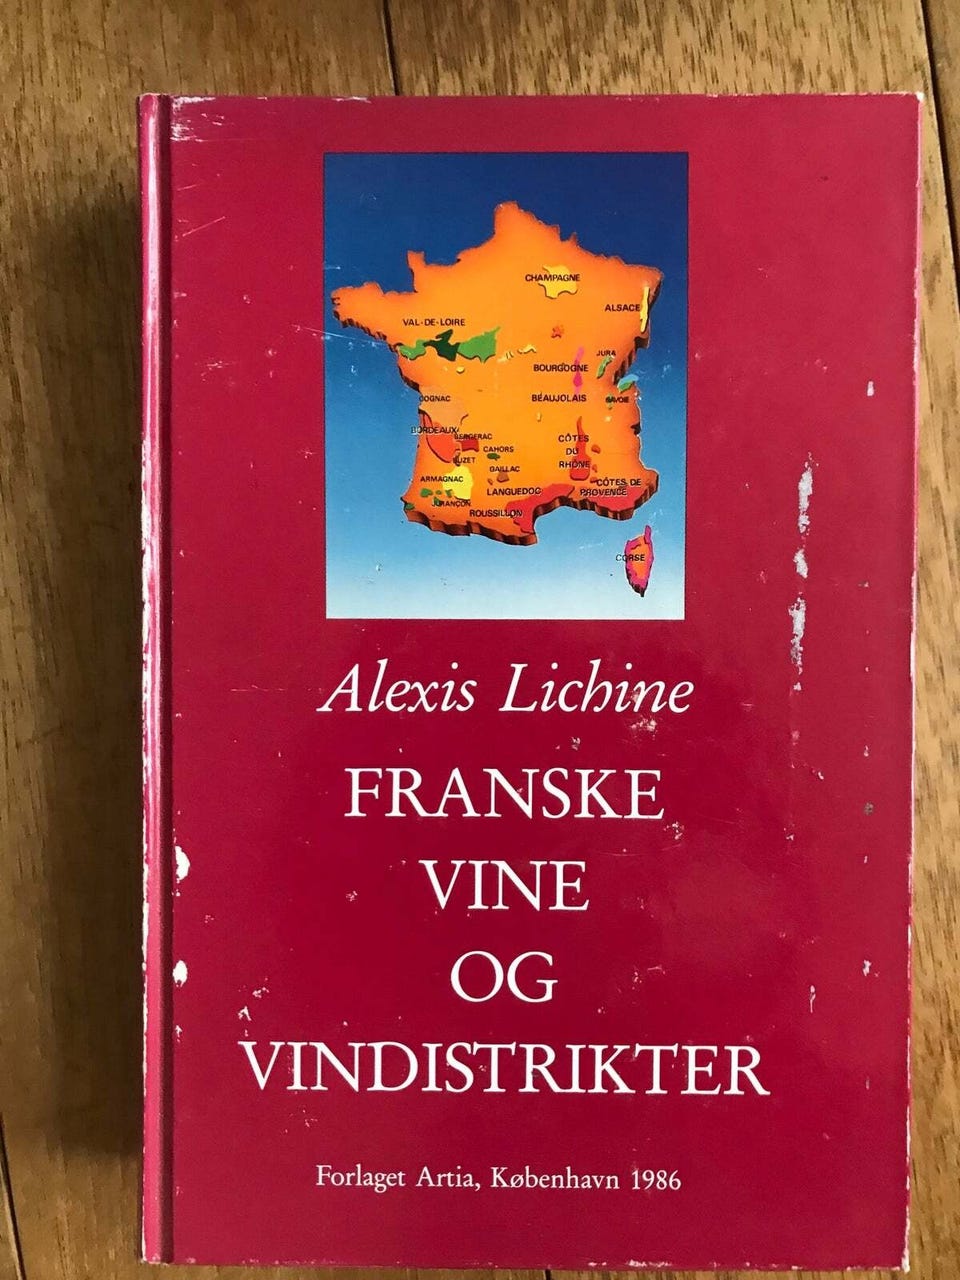 CHAMPAGNE
ALSACE
VAL-DE-LOIRE
JURA
BOURGOGNE
COGNAC
BEAUJOLAIS
SAVOIE
BORDEAUX
BERGERAC
CÔTES
DU
RHÔNE
CAHORS
BUZET
GAILLAC
ARMAGNAC
LANGUEDOC
CÔTES DE
PROVENCE
JURANÇON
ROUSSILLON
CORSE
Alexis Lichine
FRANSKE
VINE
OG
VINDISTRIKTER
Forlaget Artia, København 1986